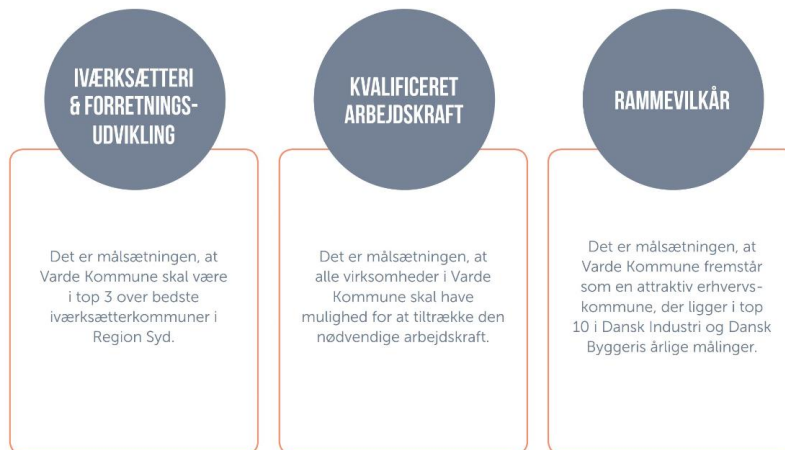 IVÆRKSÆTTERI
& FORRETNINGS-
UDVIKLING
Det er målsætningen, at
Varde Kommune skal være
i top 3 over bedste
iværksætterkommuner i
Region Syd.
KVALIFICERET
ARBEJDSKRAFT
Det er målsætningen, at
alle virksomheder i Varde
Kommune skal have
mulighed for at tiltrække den
nødvendige arbejdskraft.
RAMMEVILKÅR
Det er målsætningen, at
Varde Kommune fremstår
som en attraktiv erhvervs-
kommune, der ligger i top
10 i Dansk Industri og Dansk
Byggeris årlige målinger.